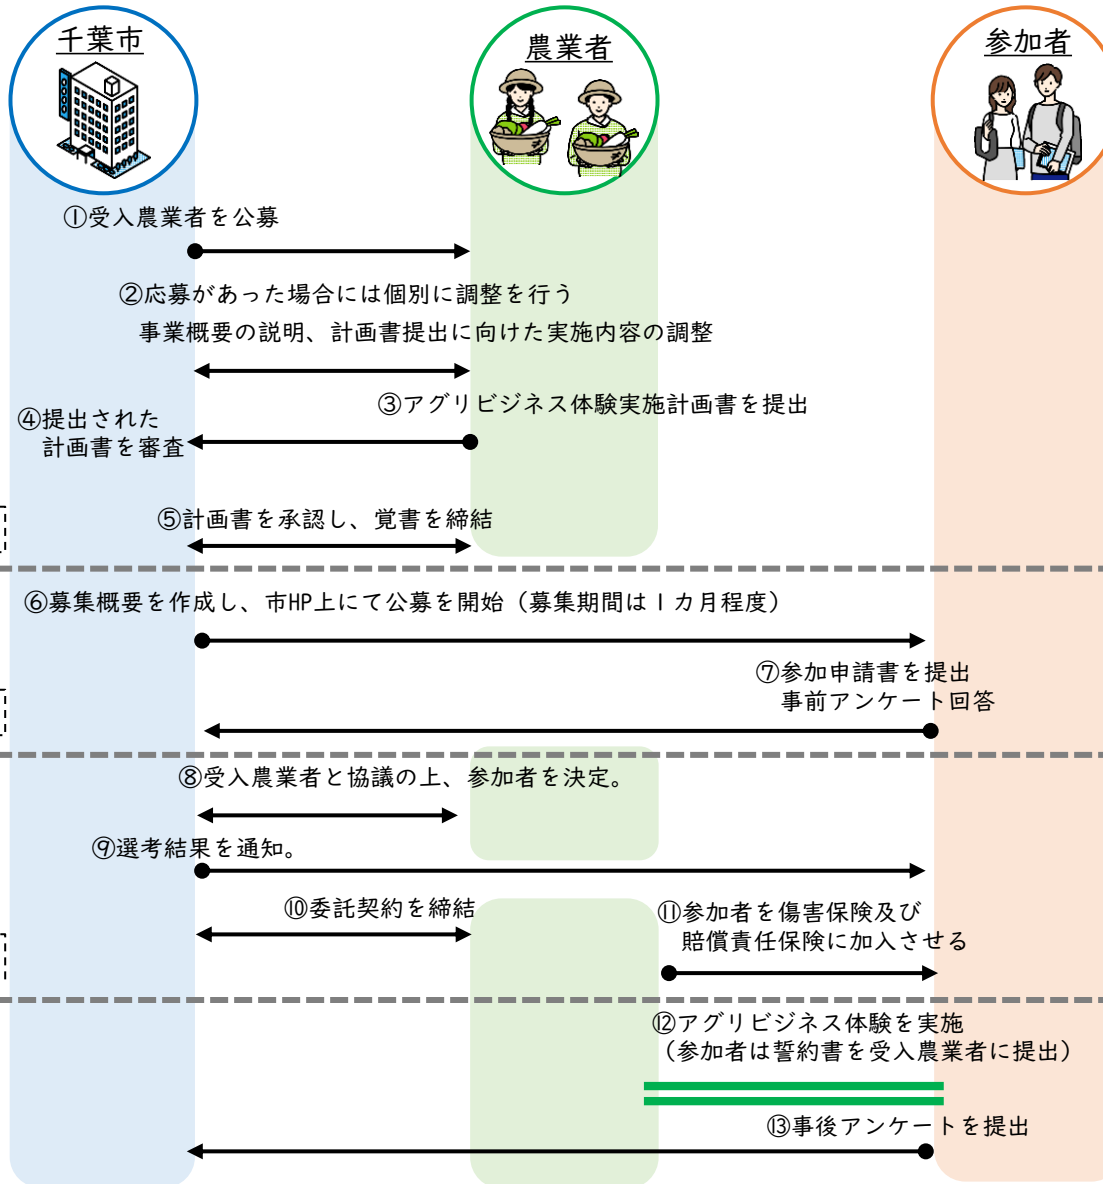 千葉市
農業者
参加者
①受入農業者を公募
②応募があった場合には個別に調整を行う
事業概要の説明、計画書提出に向けた実施内容の調整
③アグリビジネス体験実施計画書を提出
④提出された
計画書を審査
⑤計画書を承認し、覚書を締結
⑥募集概要を作成し、市HP上にて公募を開始（募集期間は1カ月程度）
⑦参加申請書を提出
事前アンケート回答
⑧受入農業者と協議の上、参加者を決定。
⑨選考結果を通知。
⑩委託契約を締結
⑪参加者を傷害保険及び
賠償責任保険に加入させる
⑫アグリビジネス体験を実施
（参加者は誓約書を受入農業者に提出）
⑬事後アンケートを提出